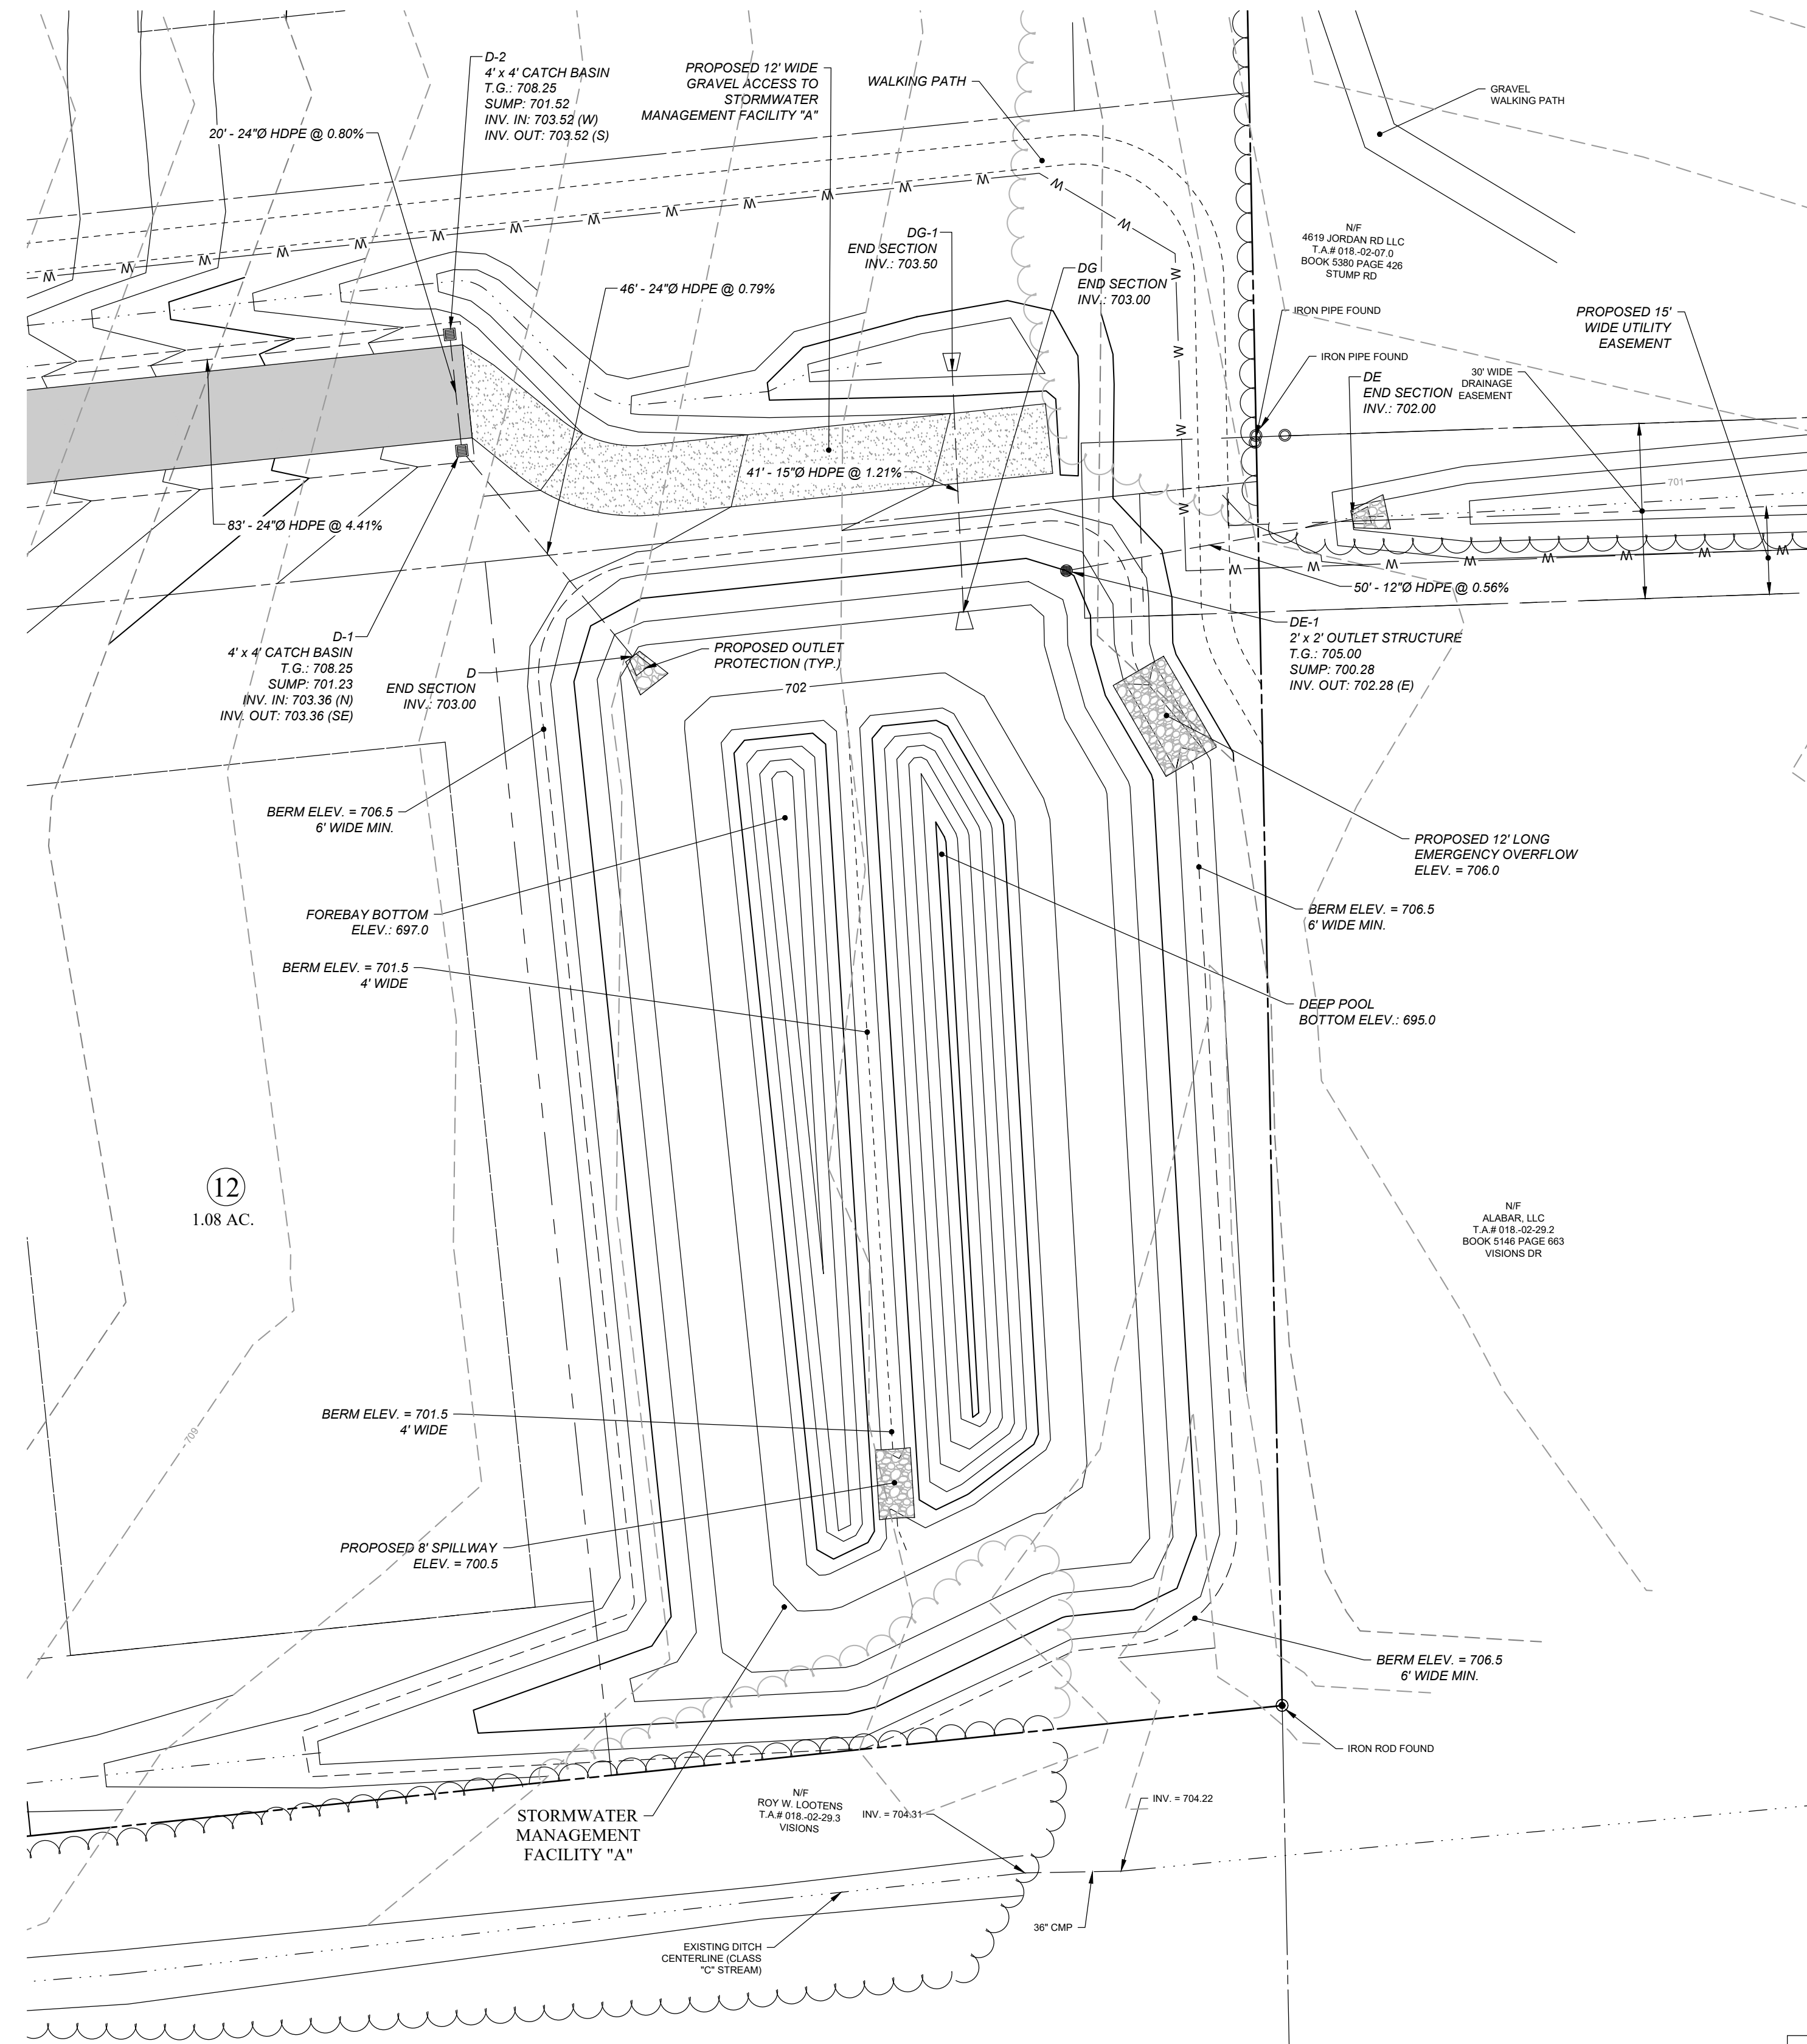 D-2
4' x 4' CATCH BASIN
T.G.: 708.25
SUMP: 701.52
INV. IN: 703.52 (W)
INV. OUT: 703.52 (S)
20' - 24"Ø HDPE @ 0.80%
PROPOSED 12' WIDE
GRAVEL ACCESS TO
STORMWATER
MANAGEMENT FACILITY "A"
WALKING PATH
GRAVEL
WALKING PATH
DG-1
END SECTION
INV.: 703.50
DG
END SECTION
INV.: 703.00
46' - 24"Ø HDPE @ 0.79%
N/F
4619 JORDAN RD LLC
T.A.# 018.-02-07.0
BOOK 5380 PAGE 426
STUMP RD
IRON PIPE FOUND
IRON PIPE FOUND
PROPOSED 15'
WIDE UTILITY
EASEMENT
DE
END SECTION
INV.: 702.00
30' WIDE
DRAINAGE
EASEMENT
701
41' - 15"Ø HDPE @ 1.21%
83' - 24"Ø HDPE @ 4.41%
50' - 12"Ø HDPE @ 0.56%
D-1
4' x 4' CATCH BASIN
T.G.: 708.25
SUMP: 701.23
INV. IN: 703.36 (N)
INV. OUT: 703.36 (SE)
D
END SECTION
INV.: 703.00
PROPOSED OUTLET
PROTECTION (TYP.)
702
DE-1
2' x 2' OUTLET STRUCTURE
T.G.: 705.00
SUMP: 700.28
INV. OUT: 702.28 (E)
BERM ELEV. = 706.5
6' WIDE MIN.
PROPOSED 12' LONG
EMERGENCY OVERFLOW
ELEV. = 706.0
FOREBAY BOTTOM
ELEV.: 697.0
BERM ELEV. = 706.5
6' WIDE MIN.
BERM ELEV. = 701.5
4' WIDE
DEEP POOL
BOTTOM ELEV.: 695.0
12
1.08 AC.
N/F
ALABAR, LLC
T.A.# 018.-02-29.2
BOOK 5146 PAGE 663
VISIONS DR
BERM ELEV. = 701.5
4' WIDE
709
PROPOSED 8' SPILLWAY
ELEV. = 700.5
BERM ELEV. = 706.5
6' WIDE MIN.
IRON ROD FOUND
STORMWATER
MANAGEMENT
FACILITY "A"
N/F
ROY W. LOOTENS
T.A.# 018.-02-29.3
VISIONS
INV. = 704.31
INV. = 704.22
36" CMP
EXISTING DITCH
CENTERLINE (CLASS
"C" STREAM)
W W W W W W W W W W W W W W W W W W W W W W W W W W W